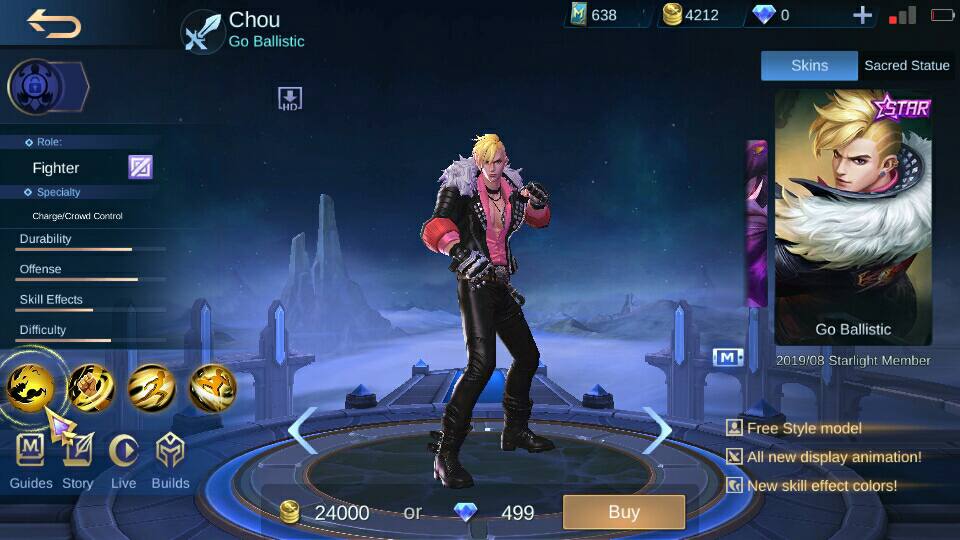 Chou
Go Ballistic
638
4212
0
Skins
Sacred Statue
HD
STAR
Role:
Fighter
Specialty
Charge/Crowd Control
Durability
Offense
Skill Effects
Difficulty
Go Ballistic
M
2019/08 Starlight Member
Free Style model
All new display animation!
New skill effect colors!
Guides
Story
Live
Builds
24000
or
499
Buy